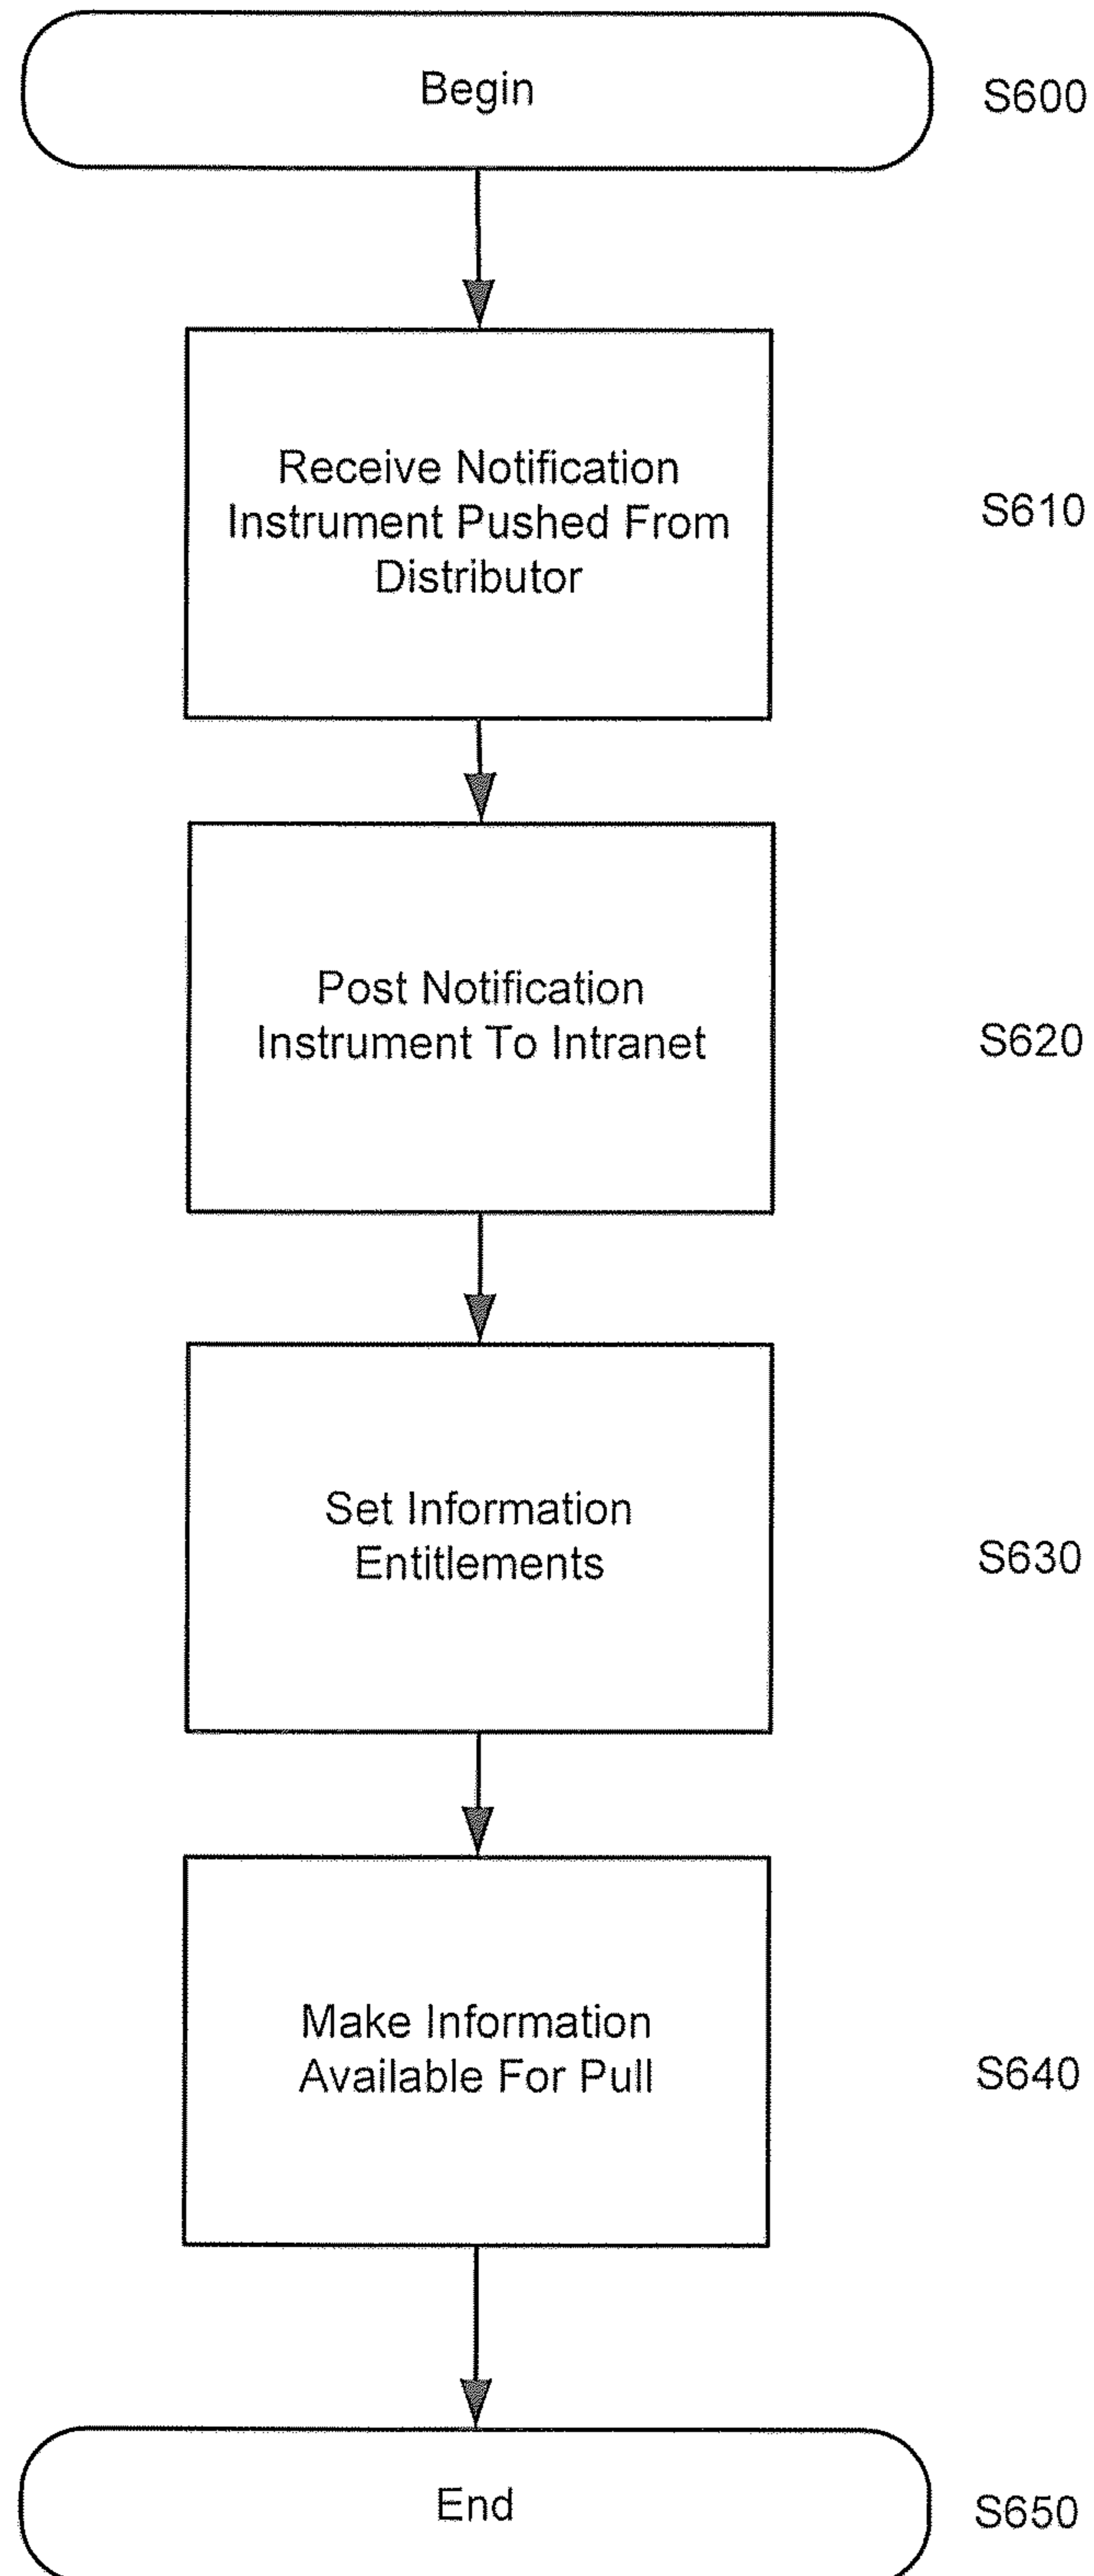 Begin
S600
Receive Notification
Instrument Pushed From
Distributor
S610
Post Notification
Instrument To Intranet
S620
Set Information
Entitlements
S630
Make Information
Available For Pull
S640
End
S650